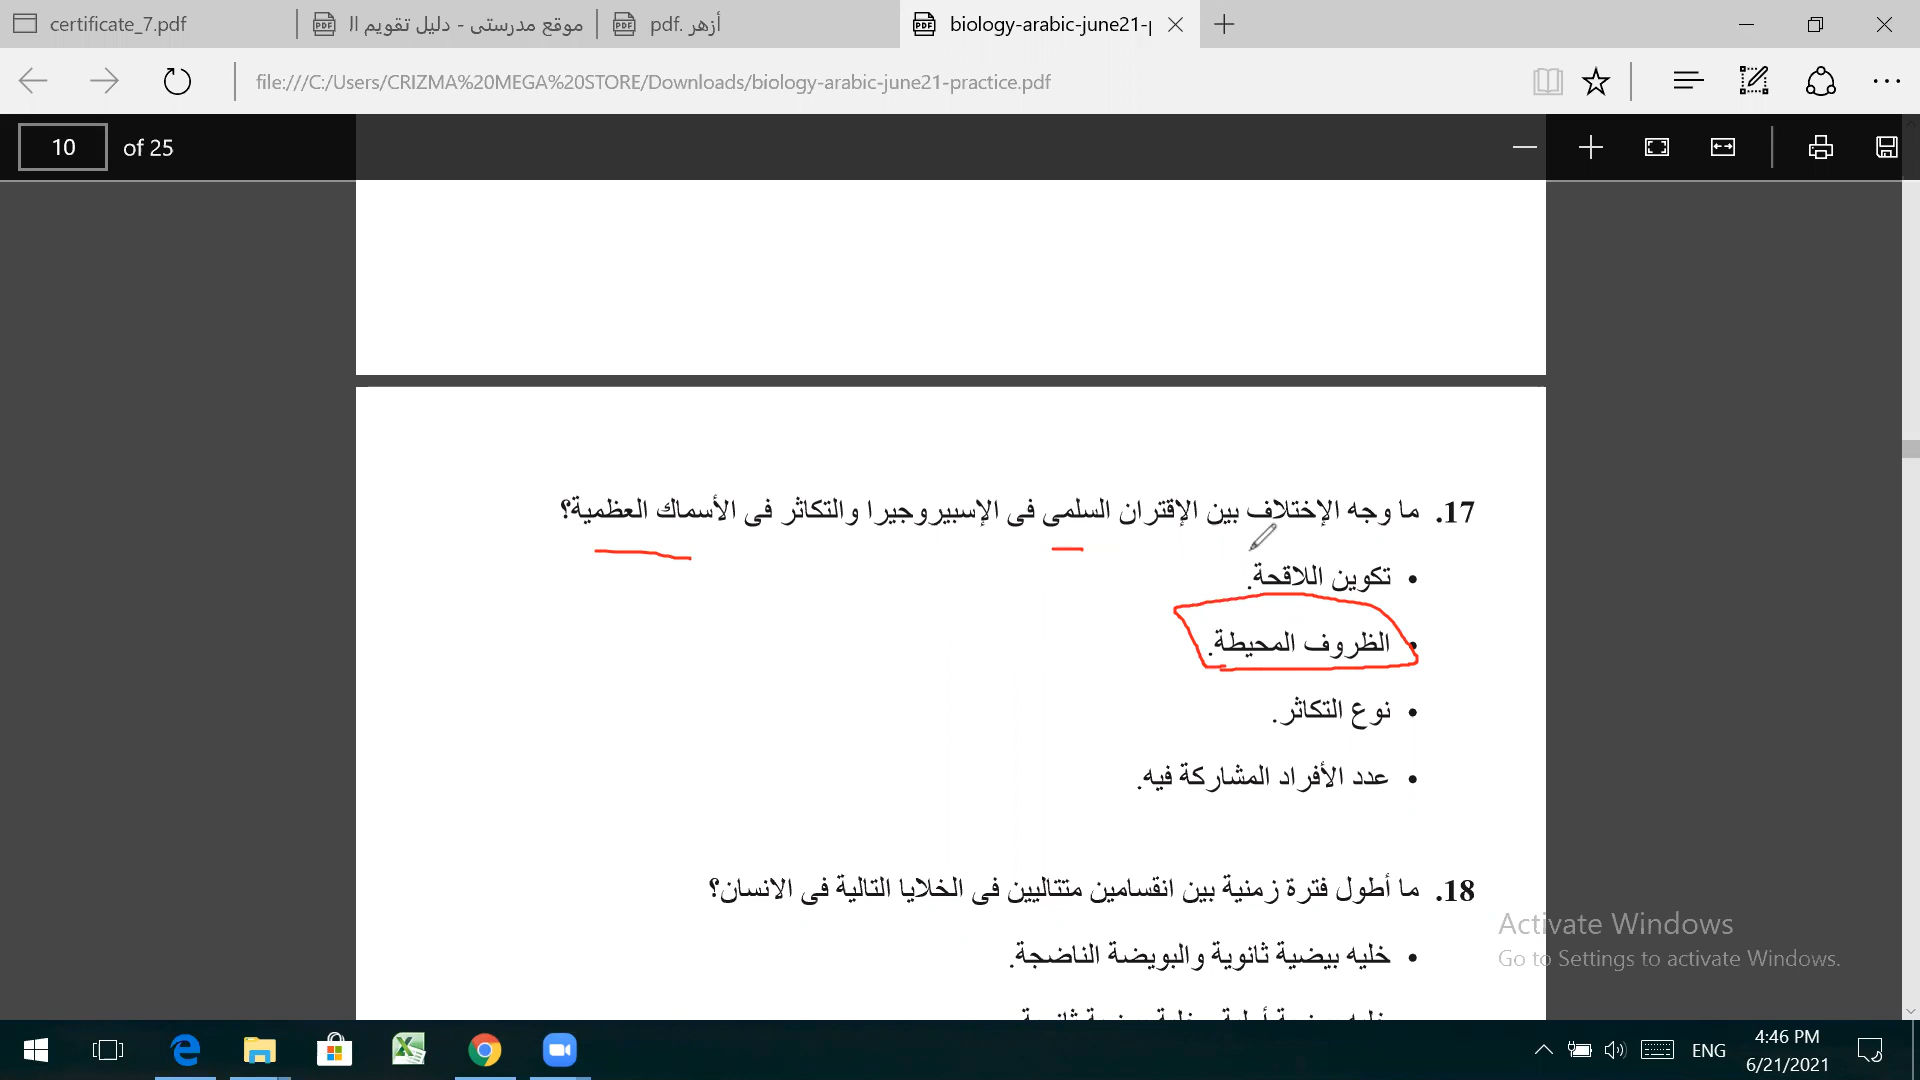 certificate_7.pdf
موقع مدرستى - دليل تقويم ال
أزهر .pdf
biology-arabic-june21-p
file:///C:/Users/CRIZMA%20MEGA%20STORE/Downloads/biology-arabic-june21-practice.pdf
10 of 25
17. ما وجه الإختلاف بين الإقتران السلمى فى الإسبيروجيرا والتكاثر فى الأسماك العظمية؟
• تكوين اللاقحة.
• الظروف المحيطة.
• نوع التكاثر.
• عدد الأفراد المشاركة فيه.
18. ما أطول فترة زمنية بين انقسامين متتاليين فى الخلايا التالية فى الانسان؟
• خليه بيضية ثانوية والبويضة الناضجة.
Activate Windows
Go to Settings to activate Windows.
ENG
4:46 PM
6/21/2021